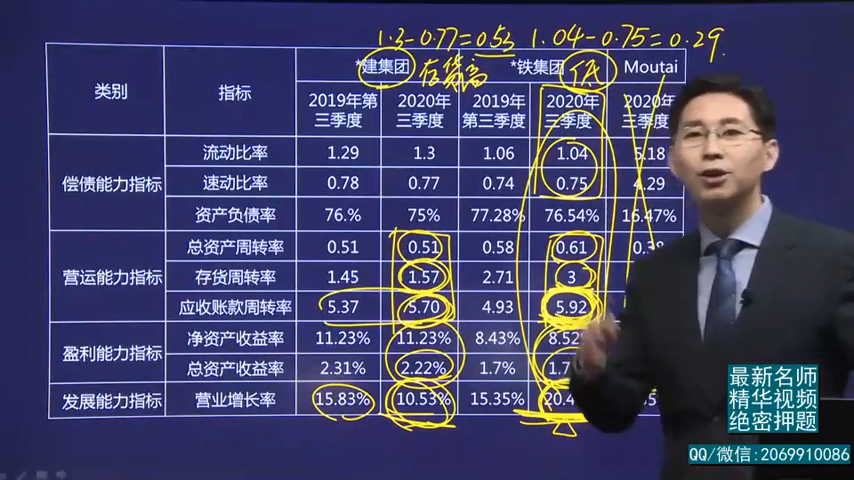 1.3-0.77=0.53 1.04-0.75=0.29
类别 指标 *建集团 存货高 *铁集团 低 Moutai
2019年第三季度 2020年三季度 2019年第三季度 2020年三季度 2020年三季度
偿债能力指标 流动比率 1.29 1.3 1.06 1.04 5.18
速动比率 0.78 0.77 0.74 0.75 4.29
资产负债率 76.% 75% 77.28% 76.54% 16.47%
营运能力指标 总资产周转率 0.51 0.51 0.58 0.61
存货周转率 1.45 1.57 2.71 3
应收账款周转率 5.37 5.70 4.93 5.92
盈利能力指标 净资产收益率 11.23% 11.23% 8.43%
总资产收益率 2.31% 2.22% 1.7%
发展能力指标 营业增长率 15.83% 10.53% 15.35%
最新名师
精华视频
绝密押题
QQ/微信:2069910086